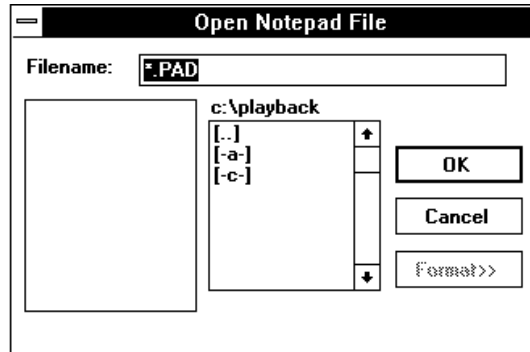 Open Notepad File
Filename: *.PAD
c:\playback
[..]
[-a-]
[-c-]
OK
Cancel
Format>>